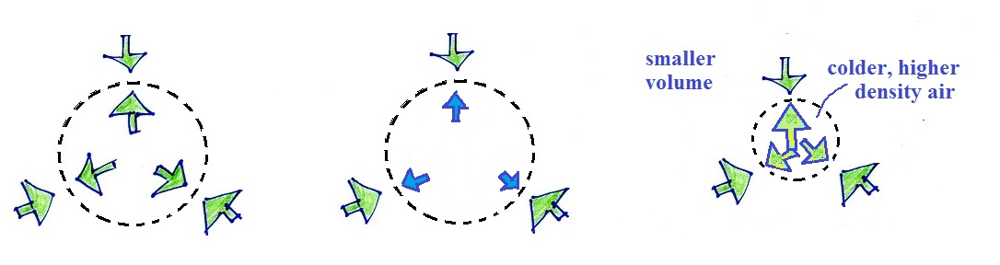 smaller
volume
colder, higher
density air